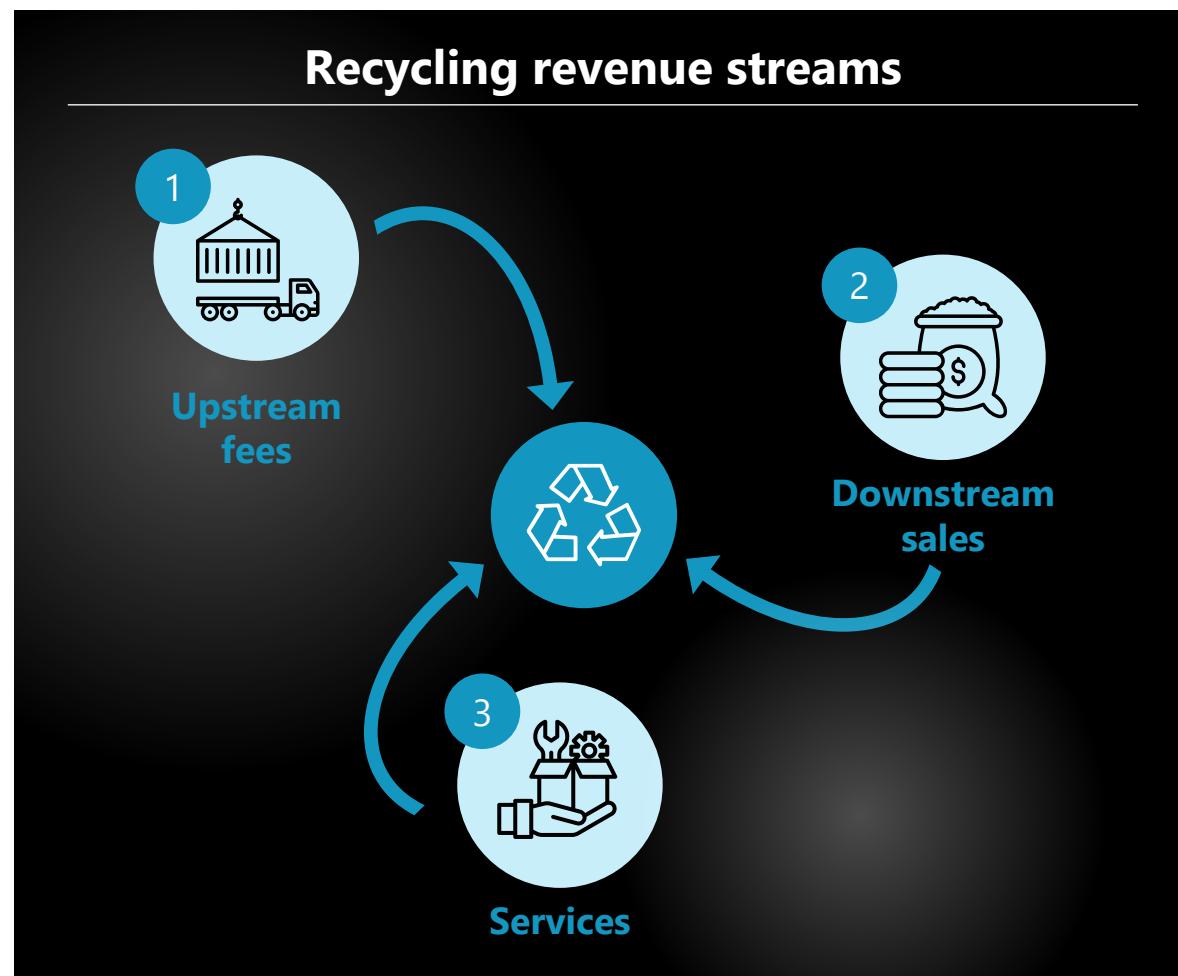 Recycling revenue streams
1
Upstream
fees
2
$
Downstream
sales
3
Services